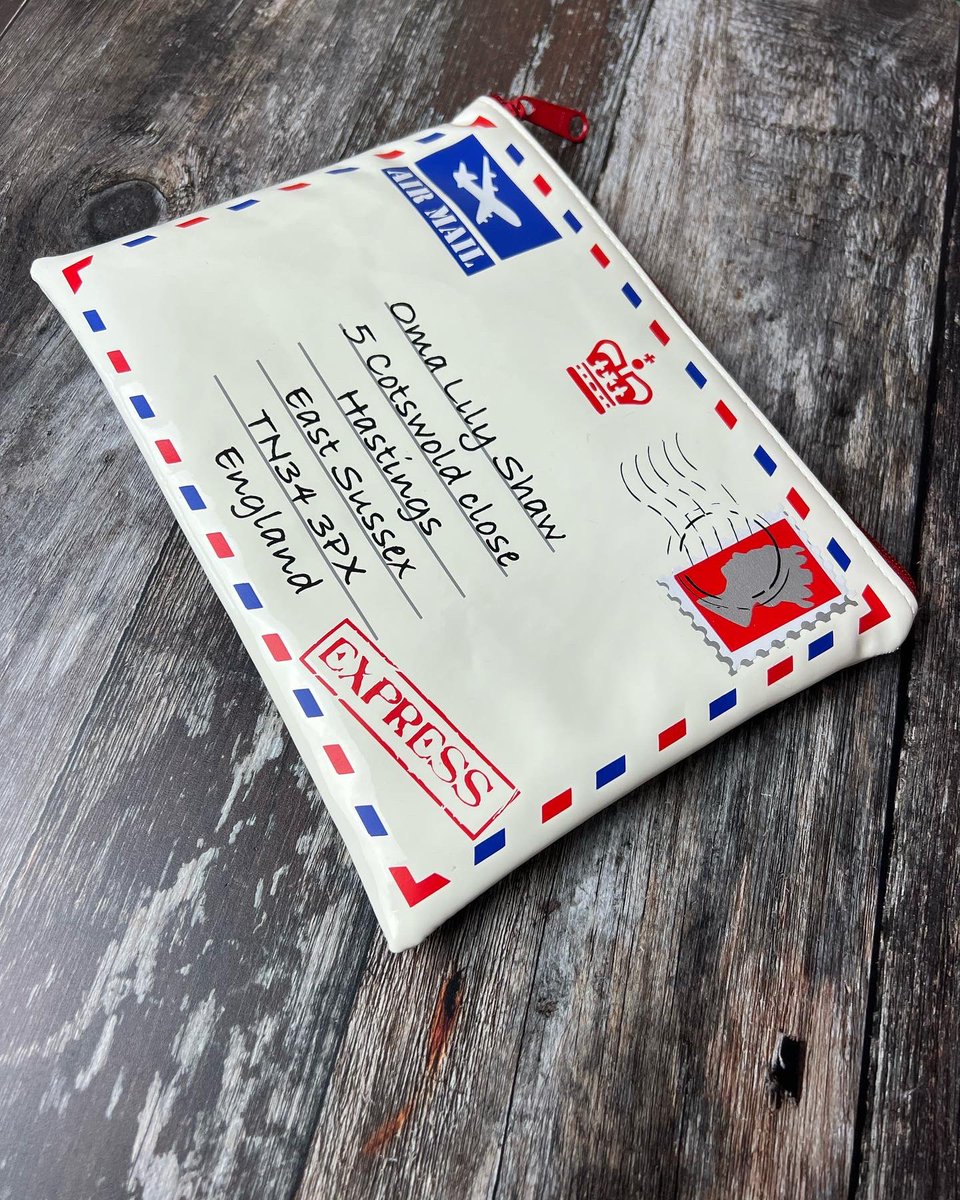 AIR MAIL
Oma Lily Shaw
5 Cotswold close
Hastings
East Sussex
TN34 3PX
England
EXPRESS